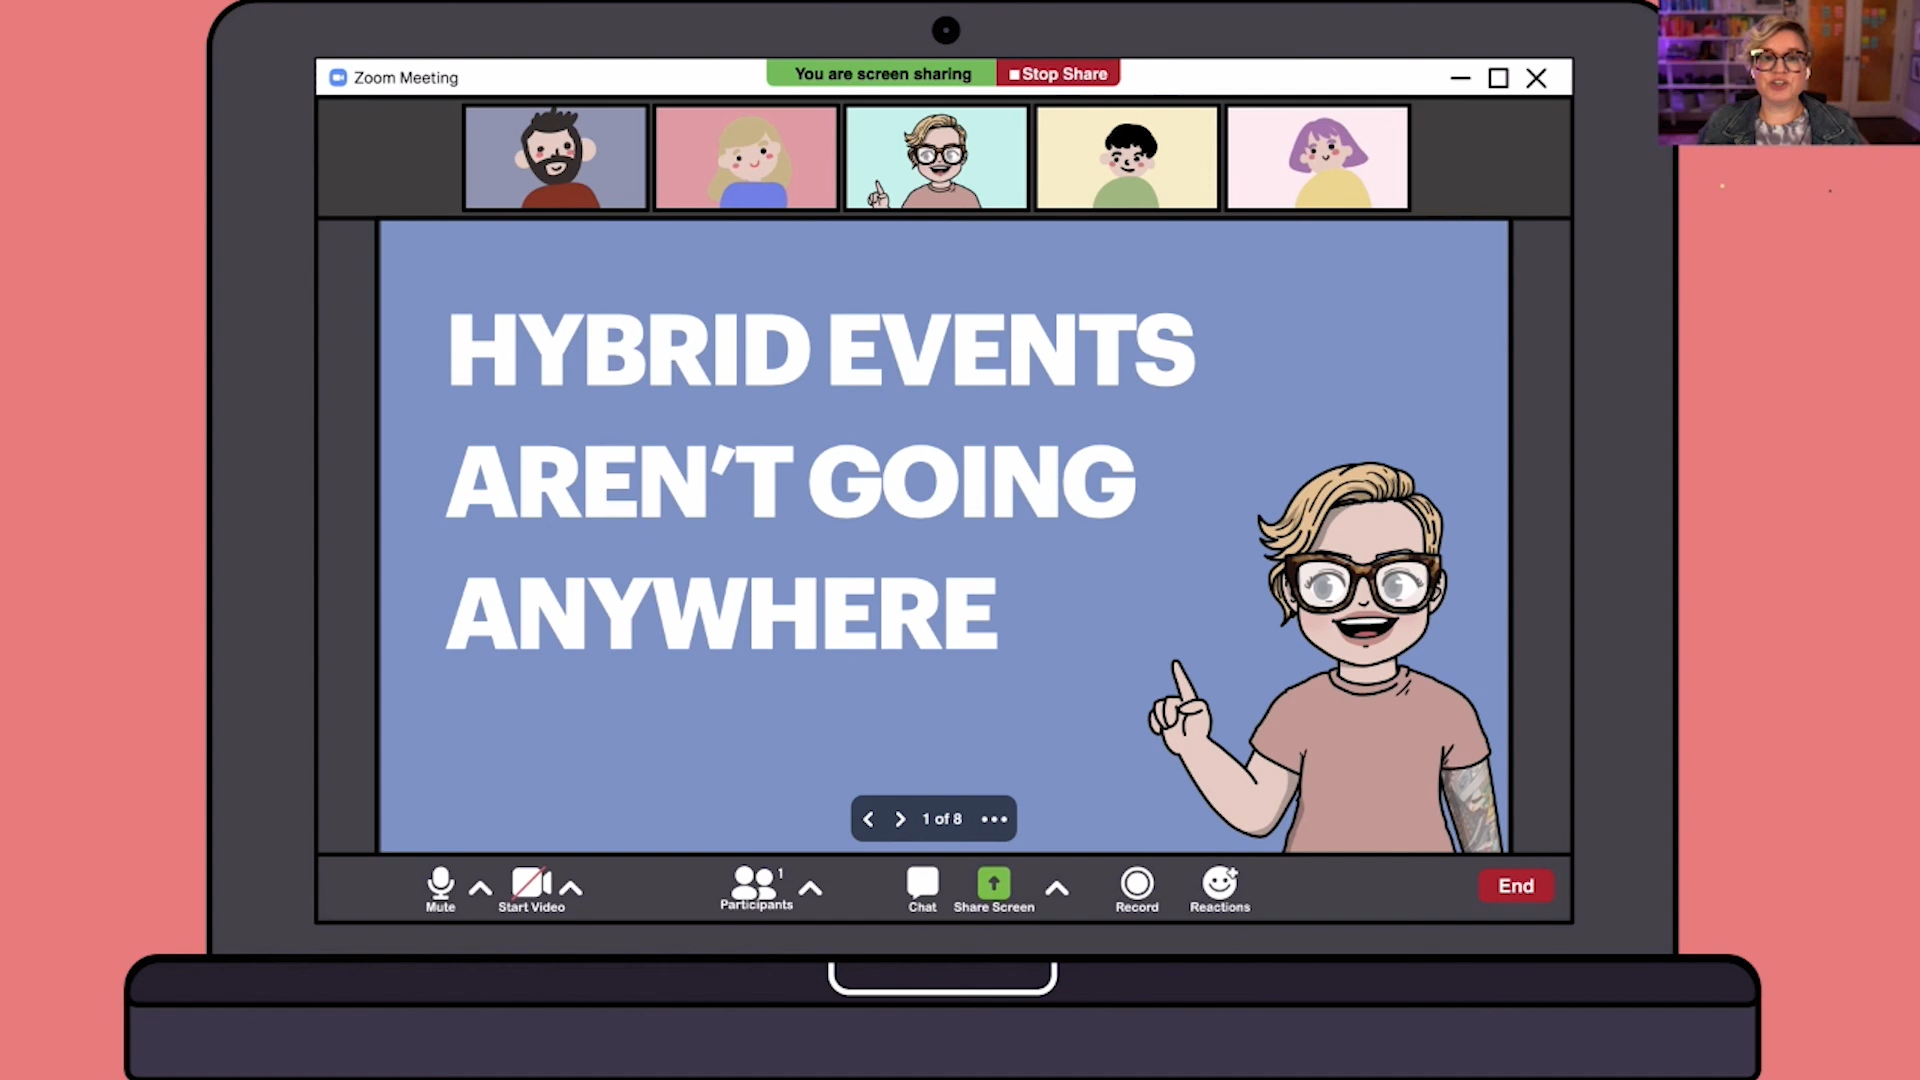 Zoom Meeting
You are screen sharing
Stop Share
HYBRID EVENTS
AREN'T GOING
ANYWHERE
1 of 8
1
Mute
Start Video
Participants
Chat
Share Screen
Record
Reactions
End